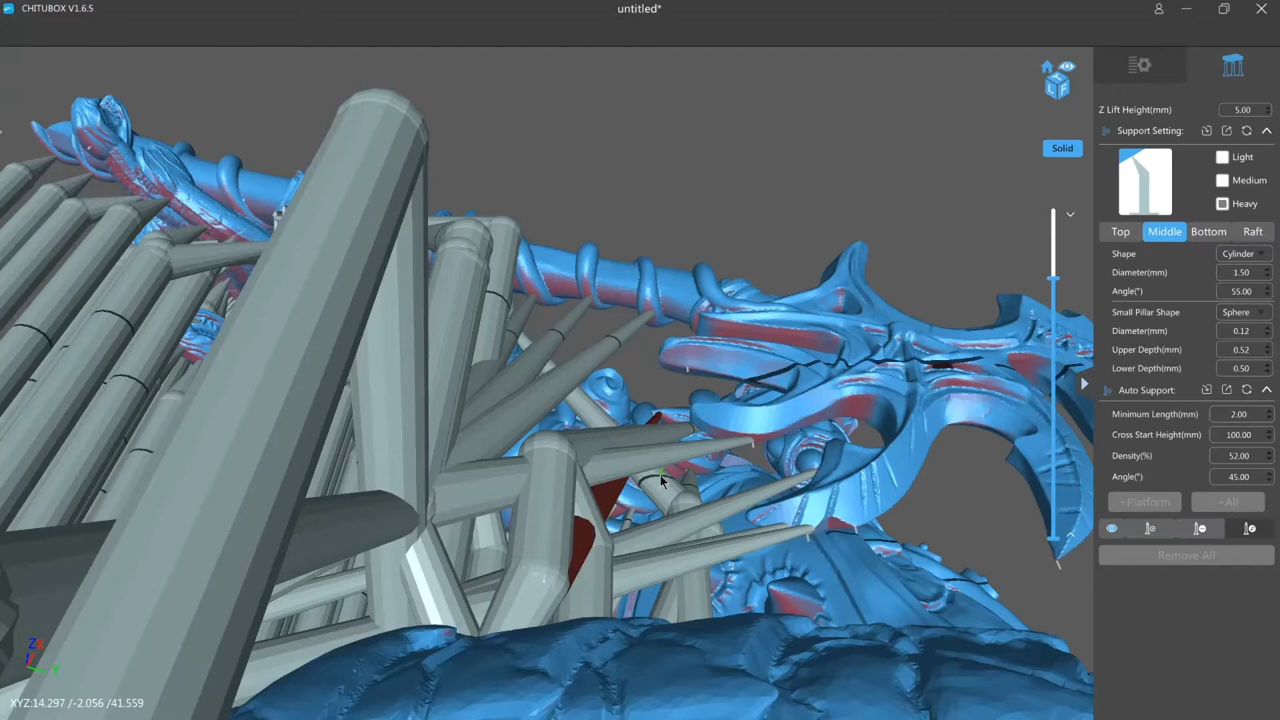 CHITUBOX V1.6.5
untitled*
Z Lift Height(mm) 5.00
Support Setting:
Light
Medium
Heavy
Top Middle Bottom Raft
Shape Cylinder
Diameter(mm) 1.50
Angle(°) 55.00
Small Pillar Shape Sphere
Diameter(mm) 0.12
Upper Depth(mm) 0.52
Lower Depth(mm) 0.50
Auto Support:
Minimum Length(mm) 2.00
Cross Start Height(mm) 100.00
Density(%) 52.00
Angle(°) 45.00
+Platform +All
Remove All
Solid
T
L F
Z X
Y
XYZ:14.297 /-2.056 /41.559